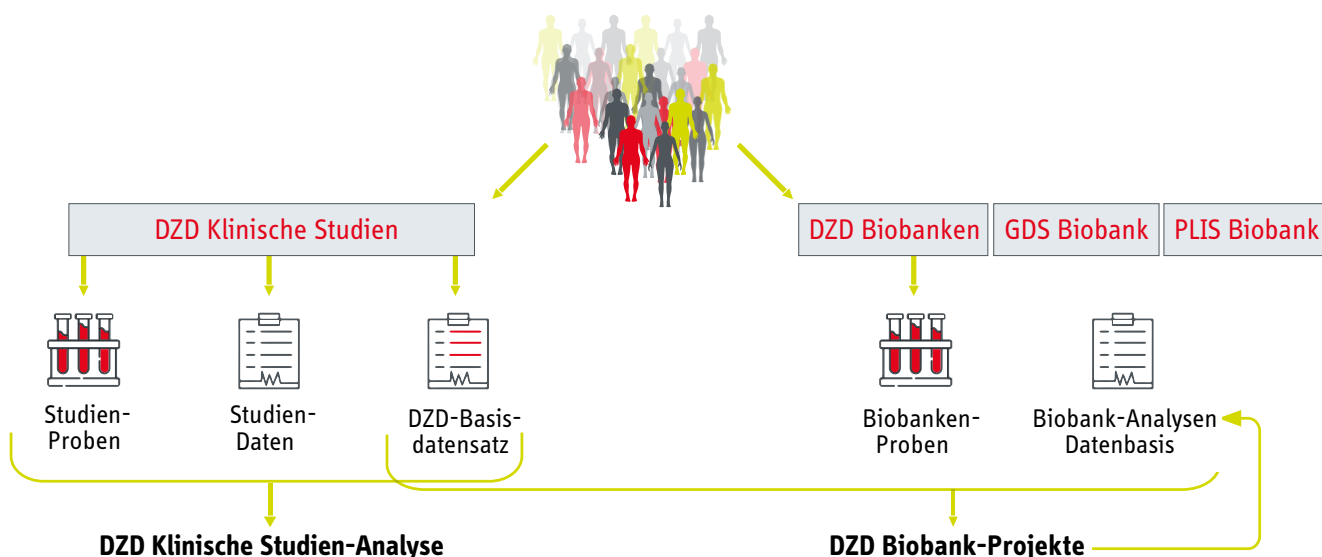 DZD Klinische Studien
DZD Biobanken
GDS Biobank
PLIS Biobank
Studien-
Proben
Studien-
Daten
DZD-Basis-
datensatz
Biobanken-
Proben
Biobank-Analysen
Datenbasis
DZD Klinische Studien-Analyse
DZD Biobank-Projekte